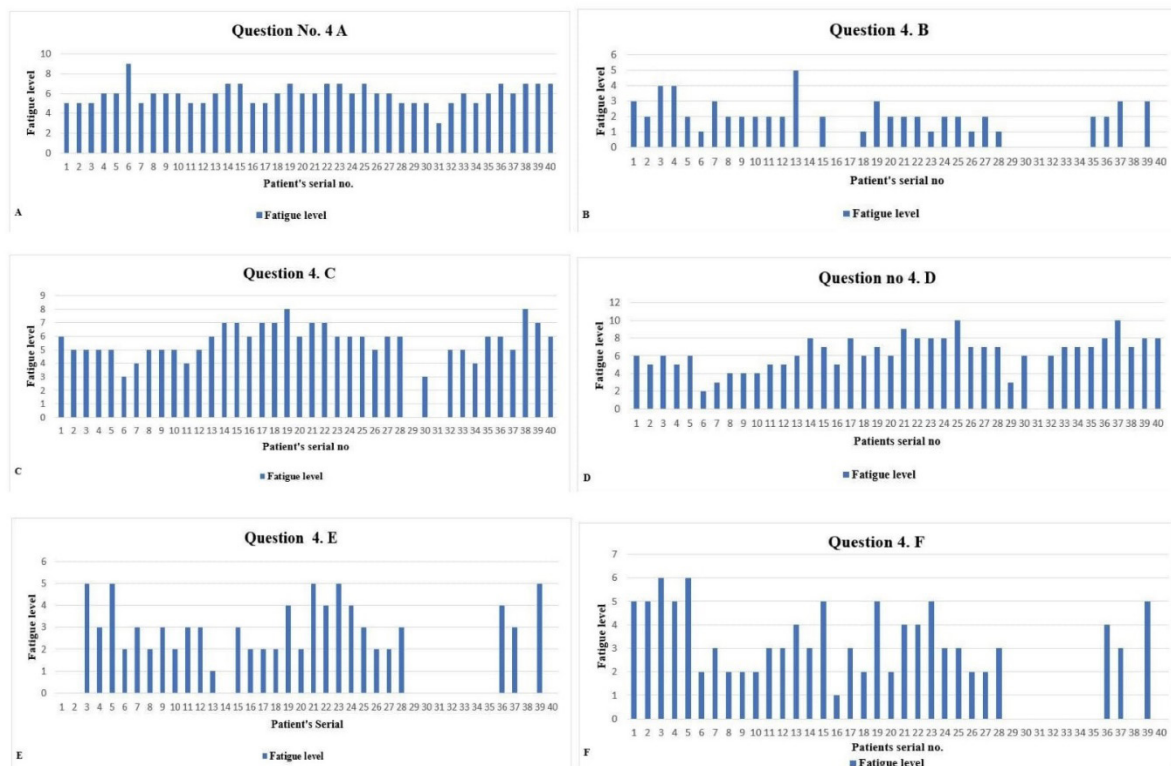 Question No. 4 A
Fatigue level
10
8
6
4
2
0
1 2 3 4 5 6 7 8 9 10 11 12 13 14 15 16 17 18 19 20 21 22 23 24 25 26 27 28 29 30 31 32 33 34 35 36 37 38 39 40
Patient's serial no.
A
Fatigue level
Question 4. B
Fatigue level
6
5
4
3
2
1
0
1 2 3 4 5 6 7 8 9 10 11 12 13 14 15 16 17 18 19 20 21 22 23 24 25 26 27 28 29 30 31 32 33 34 35 36 37 38 39 40
Patient's serial no
B
Fatigue level
Question 4. C
Fatigue level
9
8
7
6
5
4
3
2
1
0
1 2 3 4 5 6 7 8 9 10 11 12 13 14 15 16 17 18 19 20 21 22 23 24 25 26 27 28 29 30 31 32 33 34 35 36 37 38 39 40
Patient's serial no
C
Fatigue level
Question no 4. D
Fatigue level
12
10
8
6
4
2
0
1 2 3 4 5 6 7 8 9 10 11 12 13 14 15 16 17 18 19 20 21 22 23 24 25 26 27 28 29 30 31 32 33 34 35 36 37 38 39 40
Patients serial no
D
Fatigue level
Question 4. E
Fatigue level
6
5
4
3
2
1
0
1 2 3 4 5 6 7 8 9 10 11 12 13 14 15 16 17 18 19 20 21 22 23 24 25 26 27 28 29 30 31 32 33 34 35 36 37 38 39 40
Patient's Serial
E
Fatigue level
Question 4. F
Fatigue level
7
6
5
4
3
2
1
0
1 2 3 4 5 6 7 8 9 10 11 12 13 14 15 16 17 18 19 20 21 22 23 24 25 26 27 28 29 30 31 32 33 34 35 36 37 38 39 40
Patients serial no.
F
Fatigue level